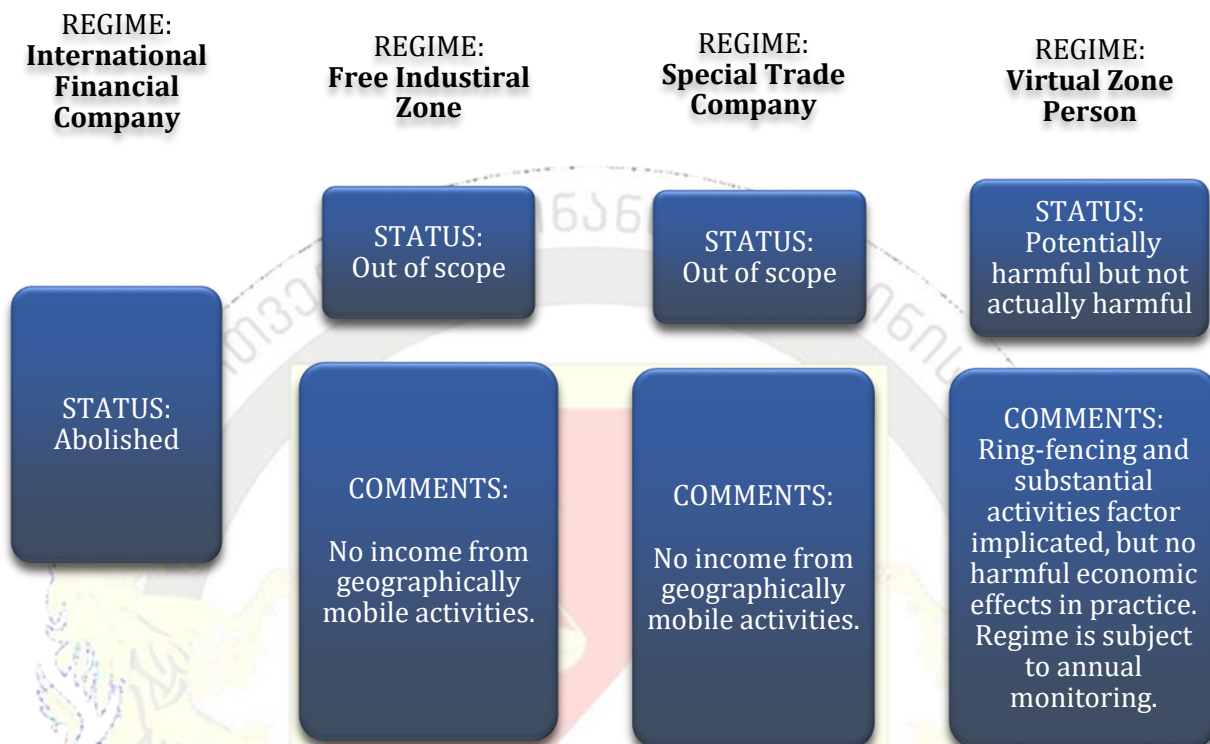 REGIME:
International
Financial
Company
STATUS:
Abolished
REGIME:
Free Industiral
Zone
STATUS:
Out of scope
COMMENTS:
No income from
geographically
mobile activities.
REGIME:
Special Trade
Company
STATUS:
Out of scope
COMMENTS:
No income from
geographically
mobile activities.
REGIME:
Virtual Zone
Person
STATUS:
Potentially
harmful but not
actually harmful
COMMENTS:
Ring-fencing and
substantial
activities factor
implicated, but no
harmful economic
effects in practice.
Regime is subject
to annual
monitoring.